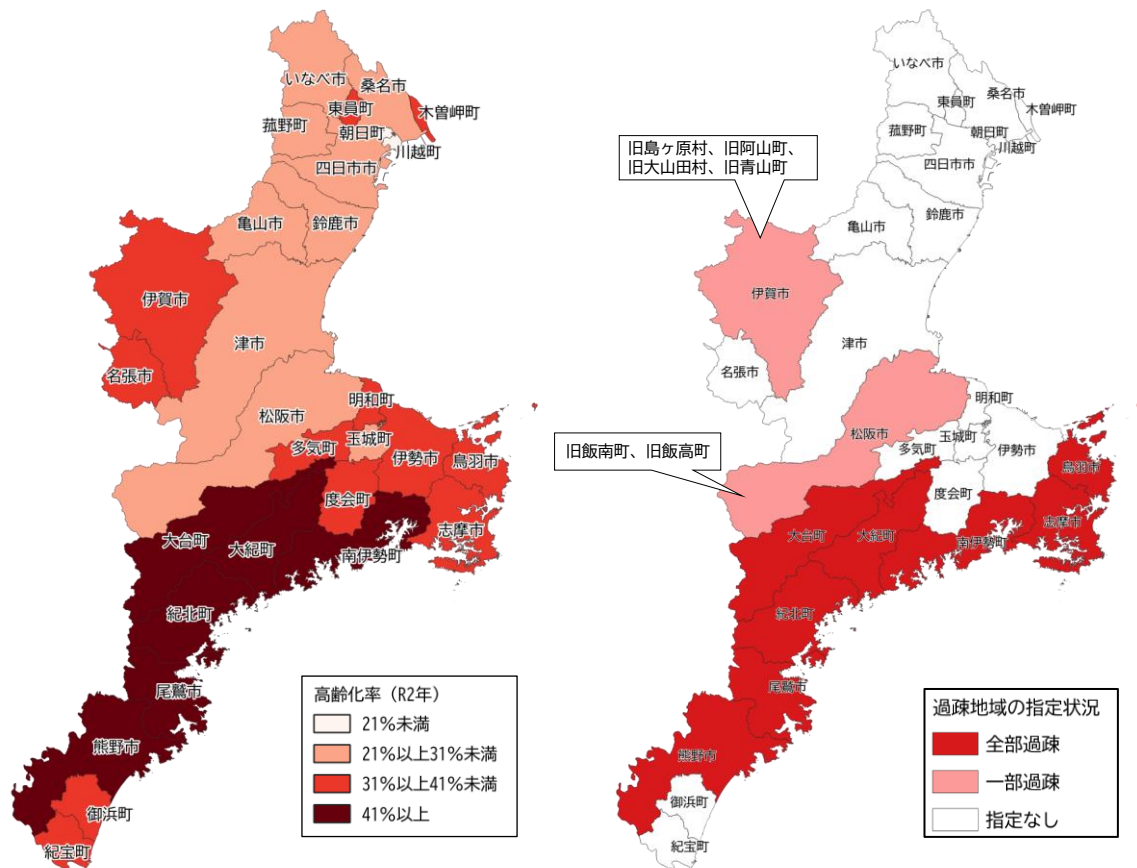 いなべ市
桑名市
東員町
木曽岬町
菰野町
朝日町
川越町
四日市市
亀山市
鈴鹿市
伊賀市
津市
名張市
松阪市
明和町
多気町
玉城町
伊勢市
鳥羽市
度会町
志摩市
大台町
大紀町
南伊勢町
紀北町
尾鷲市
熊野市
御浜町
紀宝町
高齢化率（R2年）
21%未満
21%以上31%未満
31%以上41%未満
41%以上
いなべ市
桑名市
東員町
木曽岬町
菰野町
朝日町
川越町
四日市市
旧島ヶ原村、旧阿山町、
旧大山田村、旧青山町
亀山市
鈴鹿市
伊賀市
津市
名張市
明和町
松阪市
玉城町
多気町
伊勢市
旧飯南町、旧飯高町
鳥羽市
度会町
志摩市
大台町
大紀町
南伊勢町
紀北町
尾鷲市
熊野市
御浜町
紀宝町
過疎地域の指定状況
全部過疎
一部過疎
指定なし